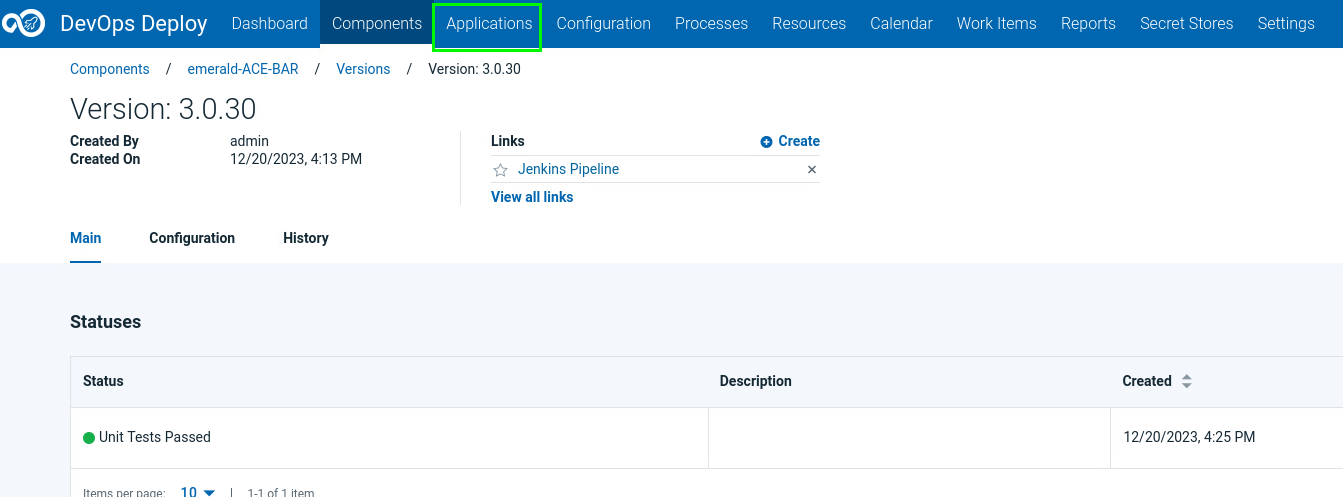 DevOps Deploy Dashboard Components Applications Configuration Processes Resources Calendar Work Items Reports Secret Stores Settings
Components / emerald-ACE-BAR / Versions / Version: 3.0.30
Version: 3.0.30
Created By admin
Created On 12/20/2023, 4:13 PM
Links Create
Jenkins Pipeline ×
View all links
Main Configuration History
Statuses
Status Description Created
Unit Tests Passed 12/20/2023, 4:25 PM
Items per page: 10 | 1-1 of 1 item